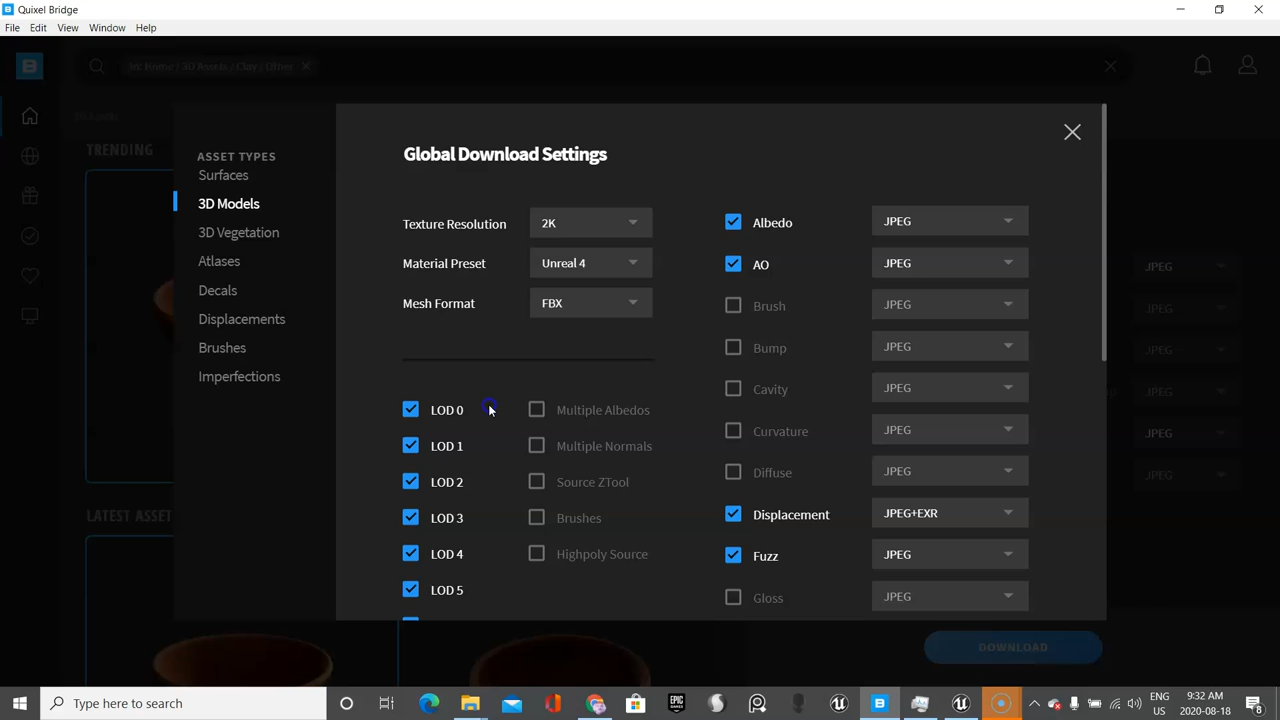 Quixel Bridge
File Edit View Window Help
3D Assets
TRENDING
ASSET TYPES
Surfaces
3D Models
3D Vegetation
Atlases
Decals
Displacements
Brushes
Imperfections
Global Download Settings
Texture Resolution 2K
Material Preset Unreal 4
Mesh Format FBX
LOD 0 Multiple Albedos
LOD 1 Multiple Normals
LOD 2 Source ZTool
LOD 3 Brushes
LOD 4 Highpoly Source
LOD 5
Albedo JPEG
AO JPEG
Brush JPEG
Bump JPEG
Cavity JPEG
Curvature JPEG
Diffuse JPEG
Displacement JPEG+EXR
Fuzz JPEG
Gloss JPEG
JPEG
JPEG
JPEG
JPEG
JPEG
JPEG
LATEST ASSET
DOWNLOAD
Type here to search
EPIC GAMES
ENG
US
9:32 AM
2020-08-18
8